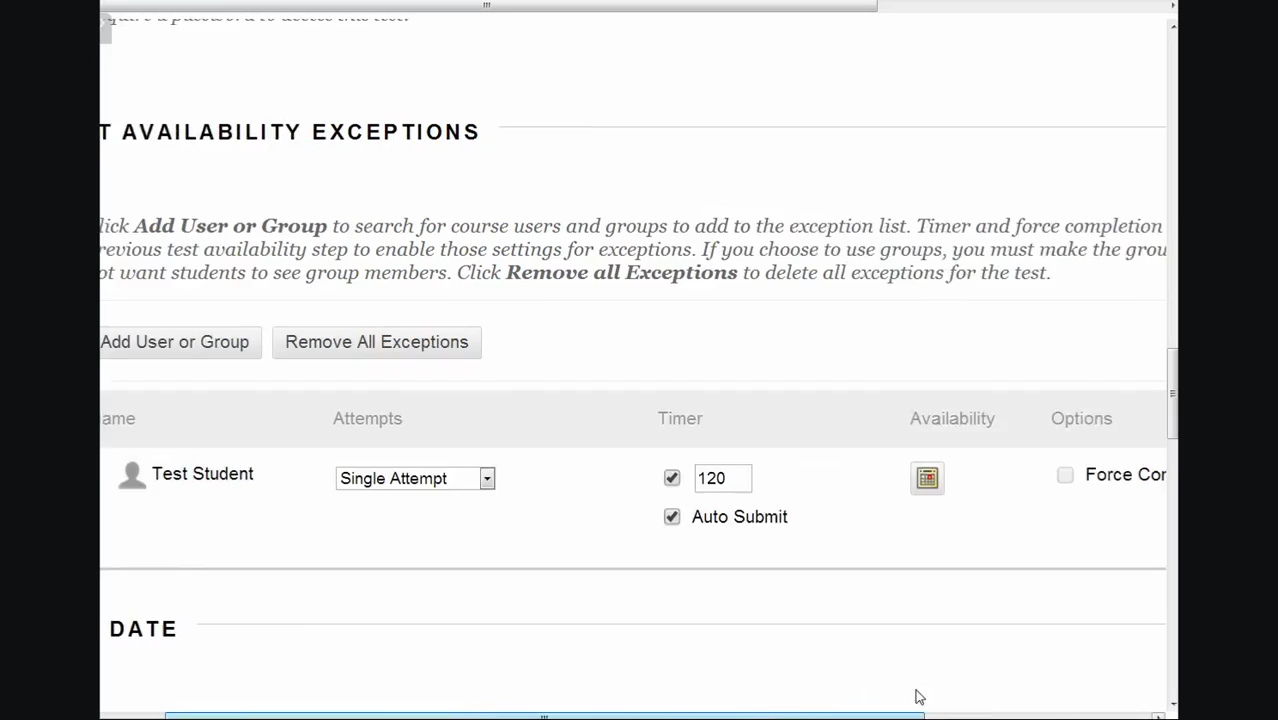 T AVAILABILITY EXCEPTIONS
lick Add User or Group to search for course users and groups to add to the exception list. Timer and force completion
revious test availability step to enable those settings for exceptions. If you choose to use groups, you must make the grou
ot want students to see group members. Click Remove all Exceptions to delete all exceptions for the test.
Add User or Group Remove All Exceptions
ame Attempts Timer Availability Options
Test Student Single Attempt 120 Force Cor
Auto Submit
DATE